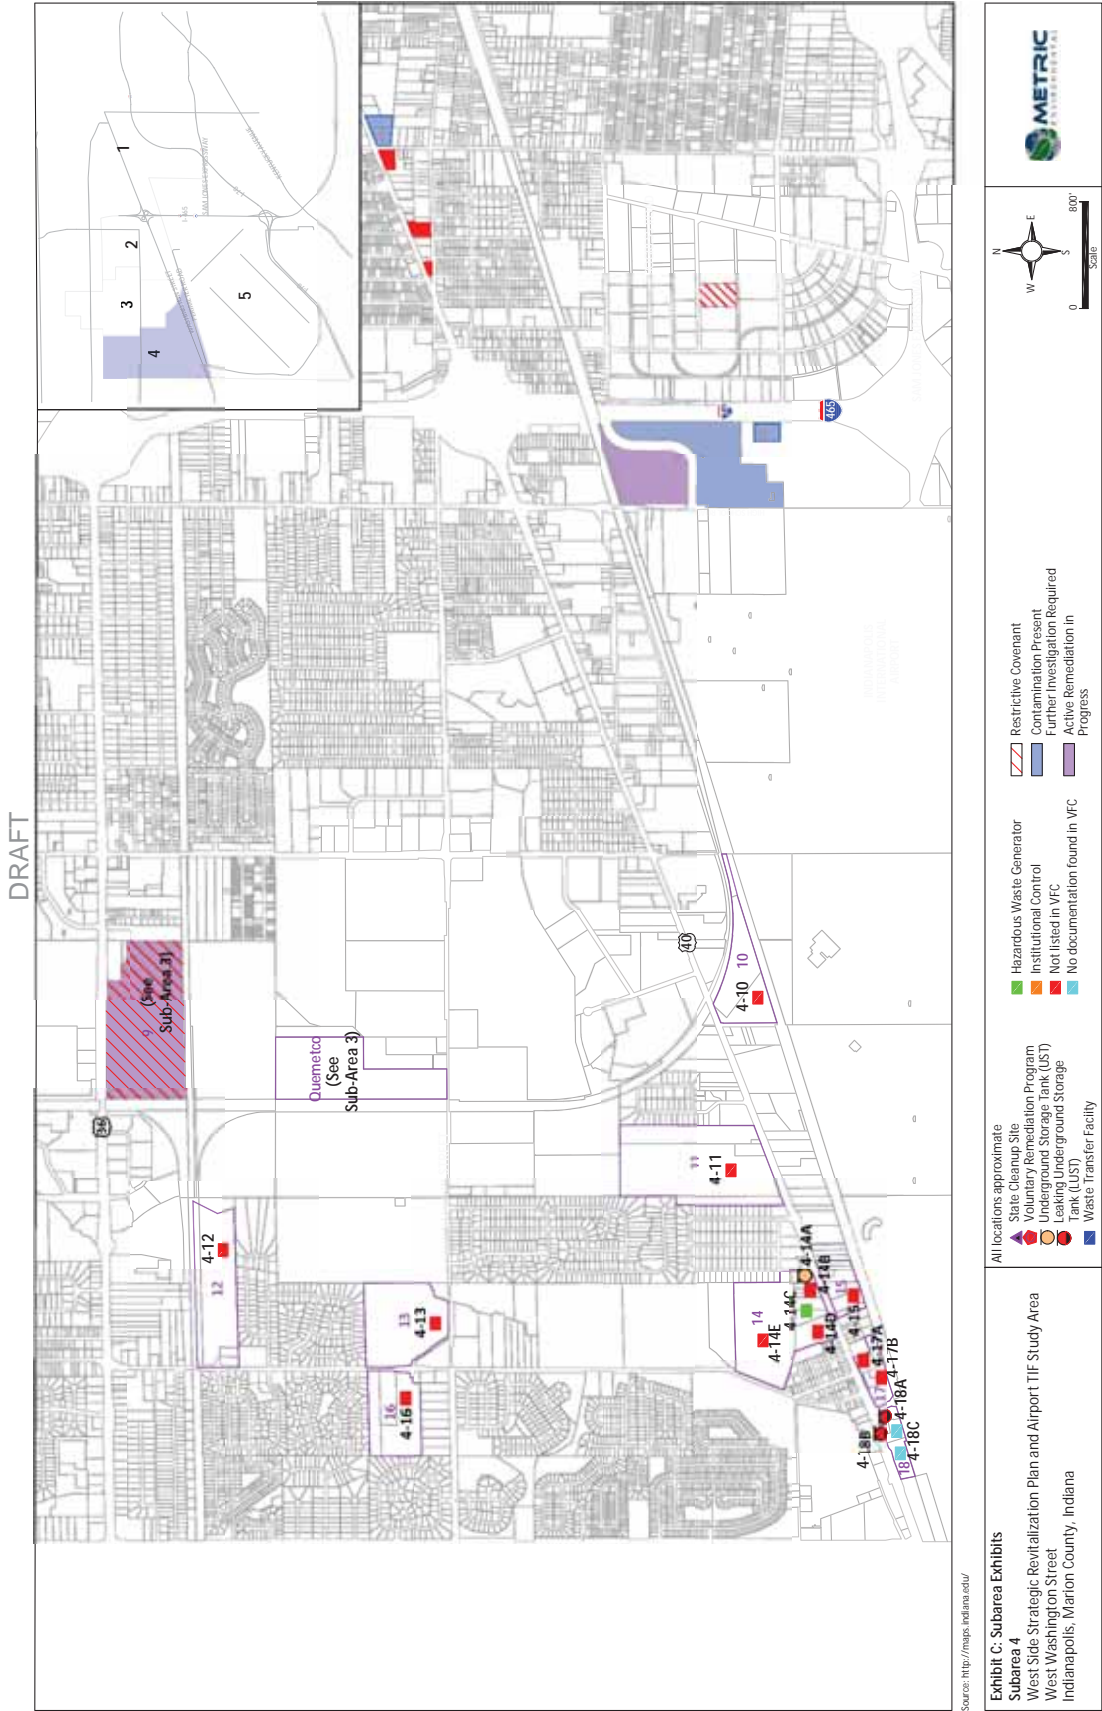 DRAFT
1
2
3
4
5
36
9
(See
Sub-Area 3)
Quemetco
(See
Sub-Area 3)
465
40
10
4-10
11
4-11
12
4-12
13
4-13
16
4-16
14
4-14E
4-14A
4-14B
4-14C
4-14D
15
4-15
17
4-17A
4-17B
4-18A
4-18B
18
4-18C
Source: http://maps.indiana.edu/
Exhibit C: Subarea Exhibits
Subarea 4
West Side Strategic Revitalization Plan and Airport TIF Study Area
West Washington Street
Indianapolis, Marion County, Indiana
All locations approximate
State Cleanup Site
Voluntary Remediation Program
Underground Storage Tank (UST)
Leaking Underground Storage
Tank (LUST)
Waste Transfer Facility
Hazardous Waste Generator
Institutional Control
Not listed in VFC
No documentation found in VFC
Restrictive Covenant
Contamination Present
Further Investigation Required
Active Remediation in
Progress
N
W
E
S
0
800'
Scale
METRIC
ENVIRONMENTAL